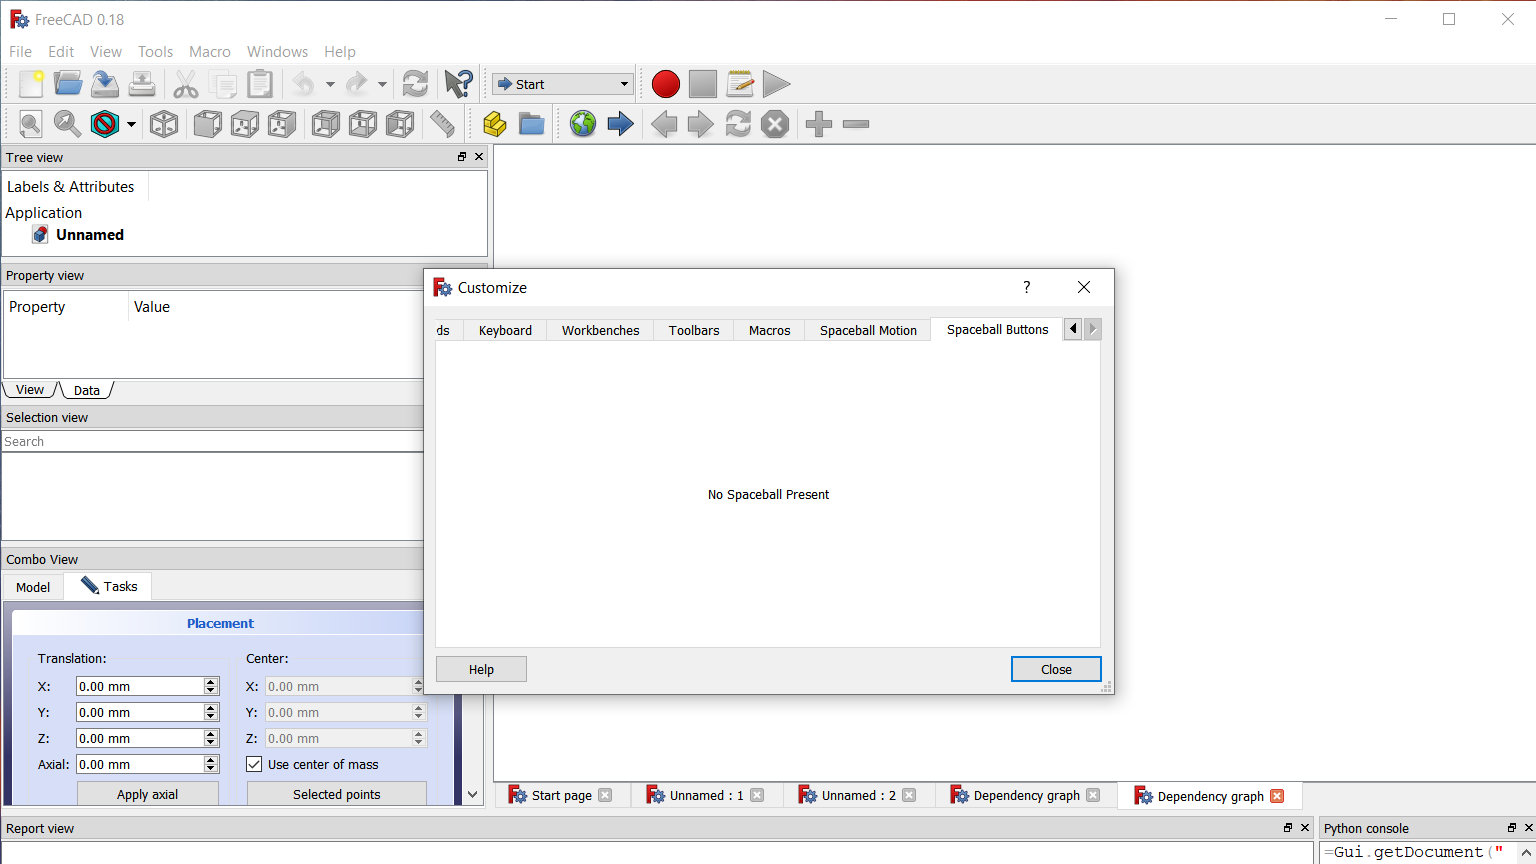 FreeCAD 0.18
File Edit View Tools Macro Windows Help
Start
Tree view
Labels & Attributes
Application
Unnamed
Property view
Property Value
View Data
Selection view
Search
Combo View
Model Tasks
Placement
Translation: Center:
X: 0.00 mm X: 0.00 mm
Y: 0.00 mm Y: 0.00 mm
Z: 0.00 mm Z: 0.00 mm
Axial: 0.00 mm Use center of mass
Apply axial Selected points
Customize ?
ds Keyboard Workbenches Toolbars Macros Spaceball Motion Spaceball Buttons
No Spaceball Present
Help Close
Start page Unnamed : 1 Unnamed : 2 Dependency graph Dependency graph
Report view
Python console
=Gui.getDocument("